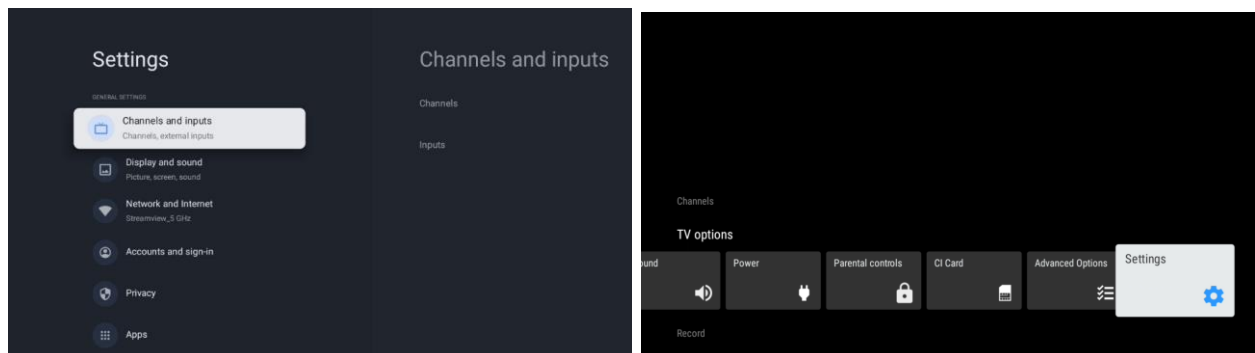 Settings
GENERAL SETTINGS
Channels and inputs
Channels, external inputs
Display and sound
Picture, screen, sound
Network and Internet
Streamview_5 GHz
Accounts and sign-in
Privacy
Apps
Channels and inputs
Channels
Inputs
Channels
TV options
ound
Power
Parental controls
CI Card
Advanced Options
Settings
Record